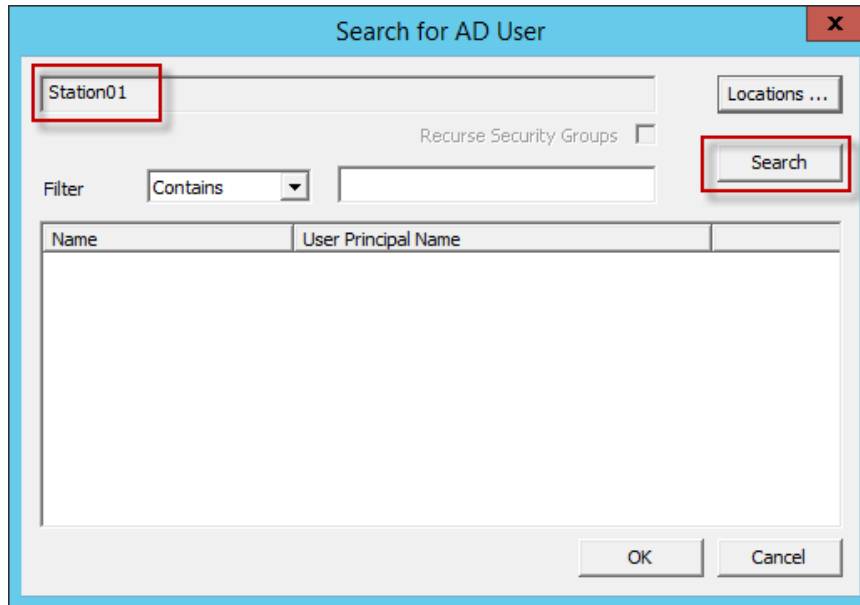 Search for AD User
x
Station01
Locations ...
Recurse Security Groups
Search
Filter
Contains
Name
User Principal Name
OK
Cancel